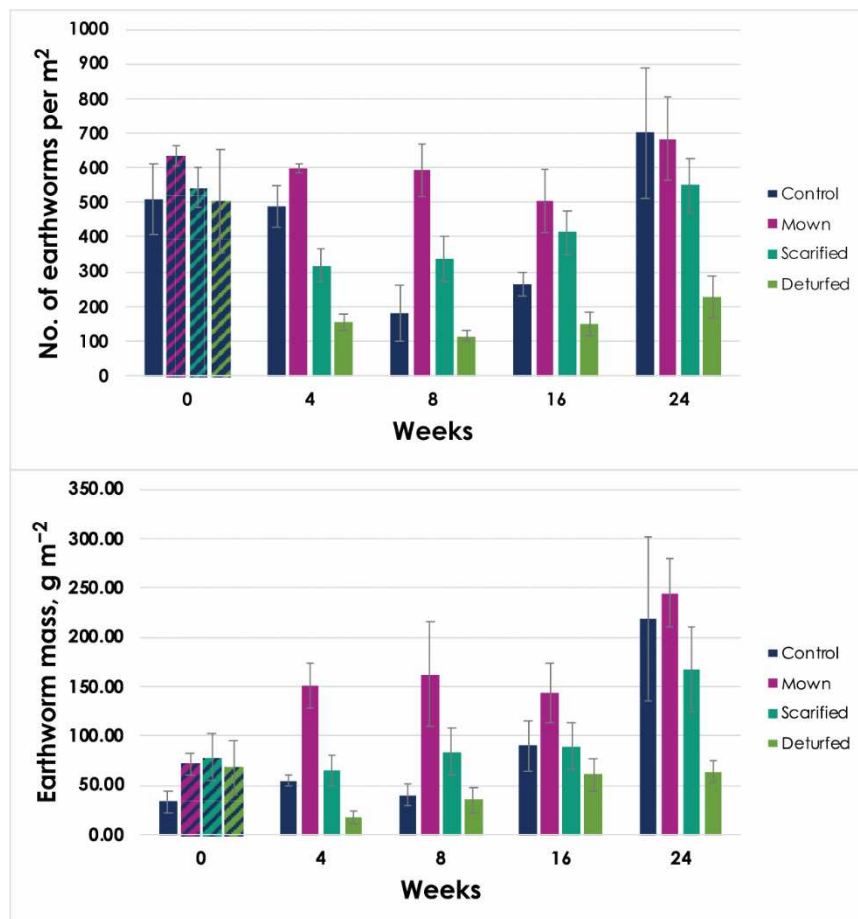 1000
900
800
700
600
500
400
300
200
100
0
No. of earthworms per m²
0 4 8 16 24
Weeks
Control
Mown
Scarified
Deturfed
350.00
300.00
250.00
200.00
150.00
100.00
50.00
0.00
Earthworm mass, g m⁻²
0 4 8 16 24
Weeks
Control
Mown
Scarified
Deturfed